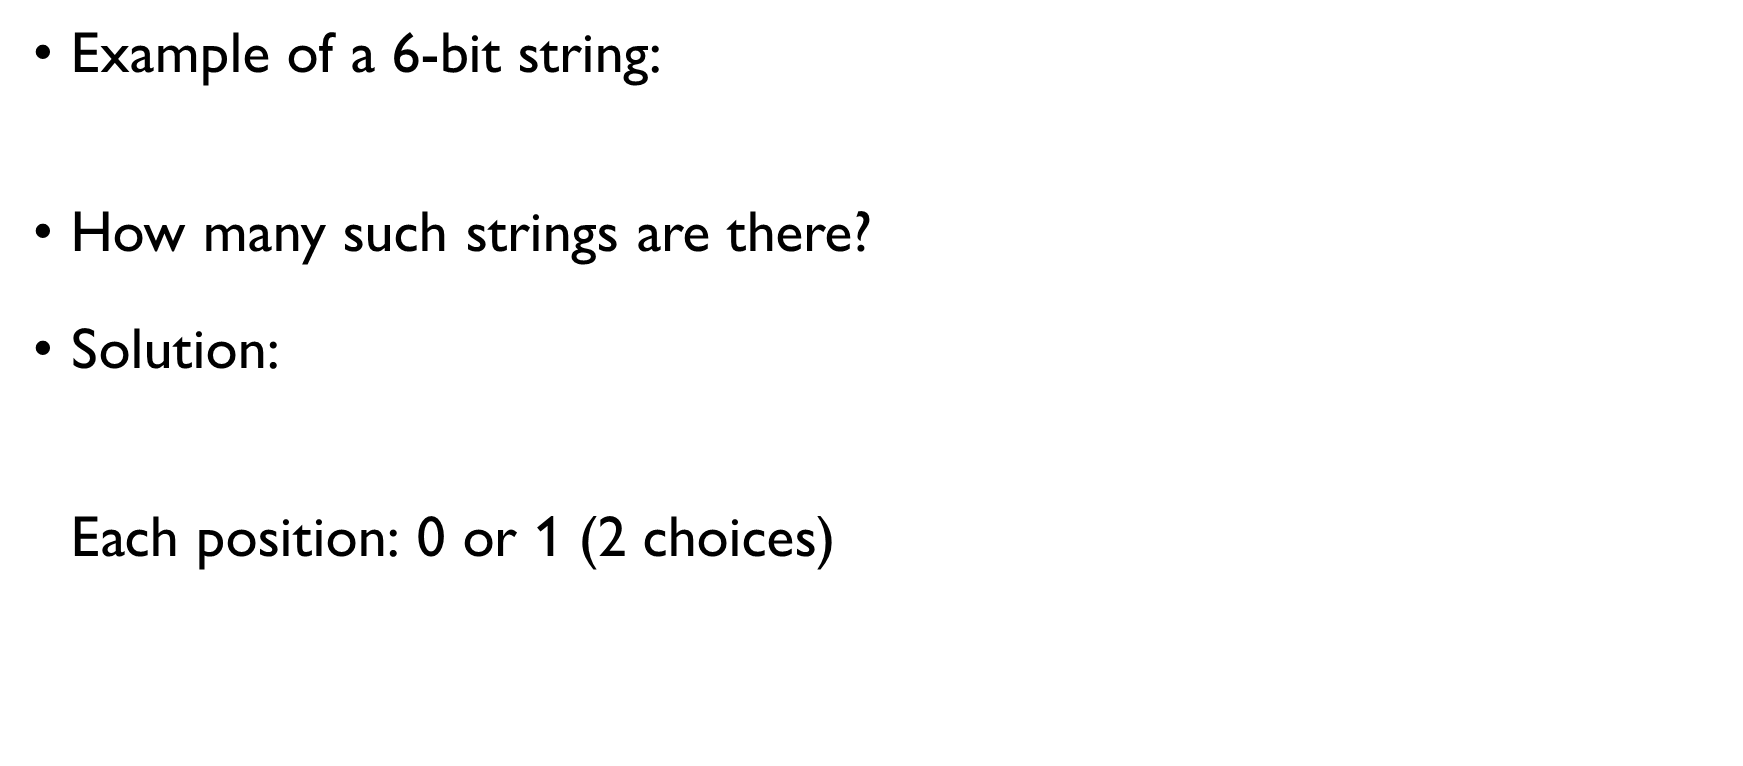 • Example of a 6-bit string:
• How many such strings are there?
• Solution:
Each position: 0 or 1 (2 choices)